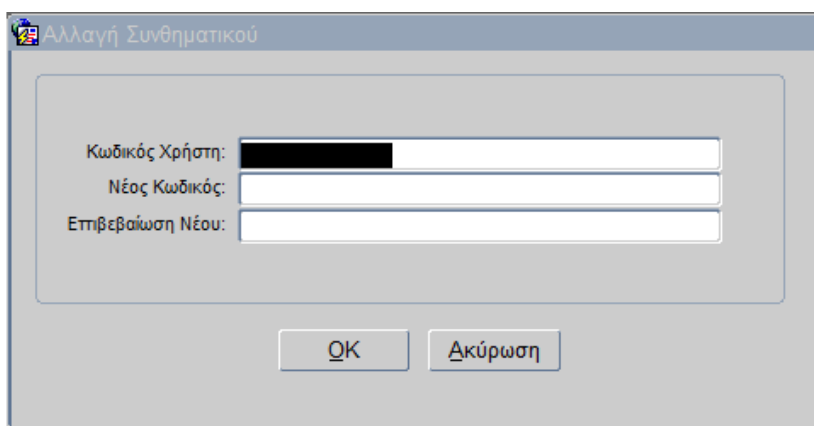 Αλλαγή Συνθηματικού
Κωδικός Χρήστη:
Νέος Κωδικός:
Επιβεβαίωση Νέου:
OK Ακύρωση